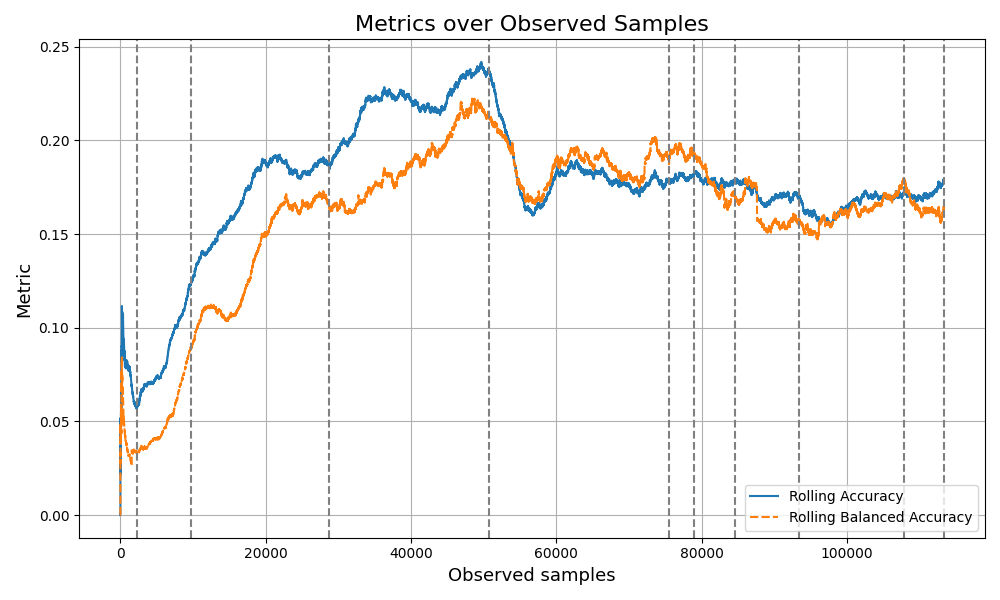 Metrics over Observed Samples
Metric
0.25
0.20
0.15
0.10
0.05
0.00
0
20000
40000
60000
80000
100000
Observed samples
Rolling Accuracy
Rolling Balanced Accuracy